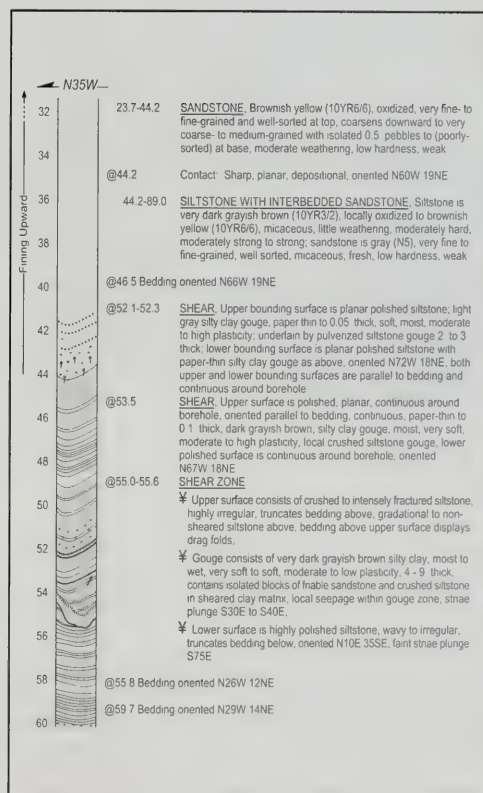 N35W
Fining Upward
32
34
36
38
40
42
44
46
48
50
52
54
56
58
60
23.7-44.2 SANDSTONE, Brownish yellow (10YR6/6), oxidized, very fine- to
fine-grained and well-sorted at top, coarsens downward to very
coarse- to medium-grained with isolated 0.5 pebbles to (poorly-
sorted) at base, moderate weathering, low hardness, weak
@44.2 Contact Sharp, planar, depositional, oriented N60W 19NE
44.2-89.0 SILTSTONE WITH INTERBEDDED SANDSTONE, Siltstone is
very dark grayish brown (10YR3/2), locally oxidized to brownish
yellow (10YR6/6), micaceous, little weathering, moderately hard,
moderately strong to strong; sandstone is gray (N5), very fine to
fine-grained, well sorted, micaceous, fresh, low hardness, weak
@46 5 Bedding oriented N66W 19NE
@52 1-52.3 SHEAR, Upper bounding surface is planar polished siltstone; light
gray silty clay gouge, paper thin to 0.05 thick, soft, moist, moderate
to high plasticity; underlain by pulverized siltstone gouge 2 to 3
thick; lower bounding surface is planar polished siltstone with
paper-thin silty clay gouge as above, oriented N72W 18NE, both
upper and lower bounding surfaces are parallel to bedding and
continuous around borehole
@53.5 SHEAR, Upper surface is polished, planar, continuous around
borehole, oriented parallel to bedding, continuous, paper-thin to
0 1 thick, dark grayish brown, silty clay gouge, moist, very soft,
moderate to high plasticity, local crushed siltstone gouge, lower
polished surface is continuous around borehole, oriented
N67W 18NE
@55.0-55.6 SHEAR ZONE
¥ Upper surface consists of crushed to intensely fractured siltstone,
highly irregular, truncates bedding above, gradational to non-
sheared siltstone above, bedding above upper surface displays
drag folds,
¥ Gouge consists of very dark grayish brown silty clay, moist to
wet, very soft to soft, moderate to low plasticity, 4 - 9 thick,
contains isolated blocks of friable sandstone and crushed siltstone
in sheared clay matrix, local seepage within gouge zone, striae
plunge S30E to S40E,
¥ Lower surface is highly polished siltstone, wavy to irregular,
truncates bedding below, oriented N10E 35SE, faint striae plunge
S75E
@55 8 Bedding oriented N26W 12NE
@59 7 Bedding oriented N29W 14NE